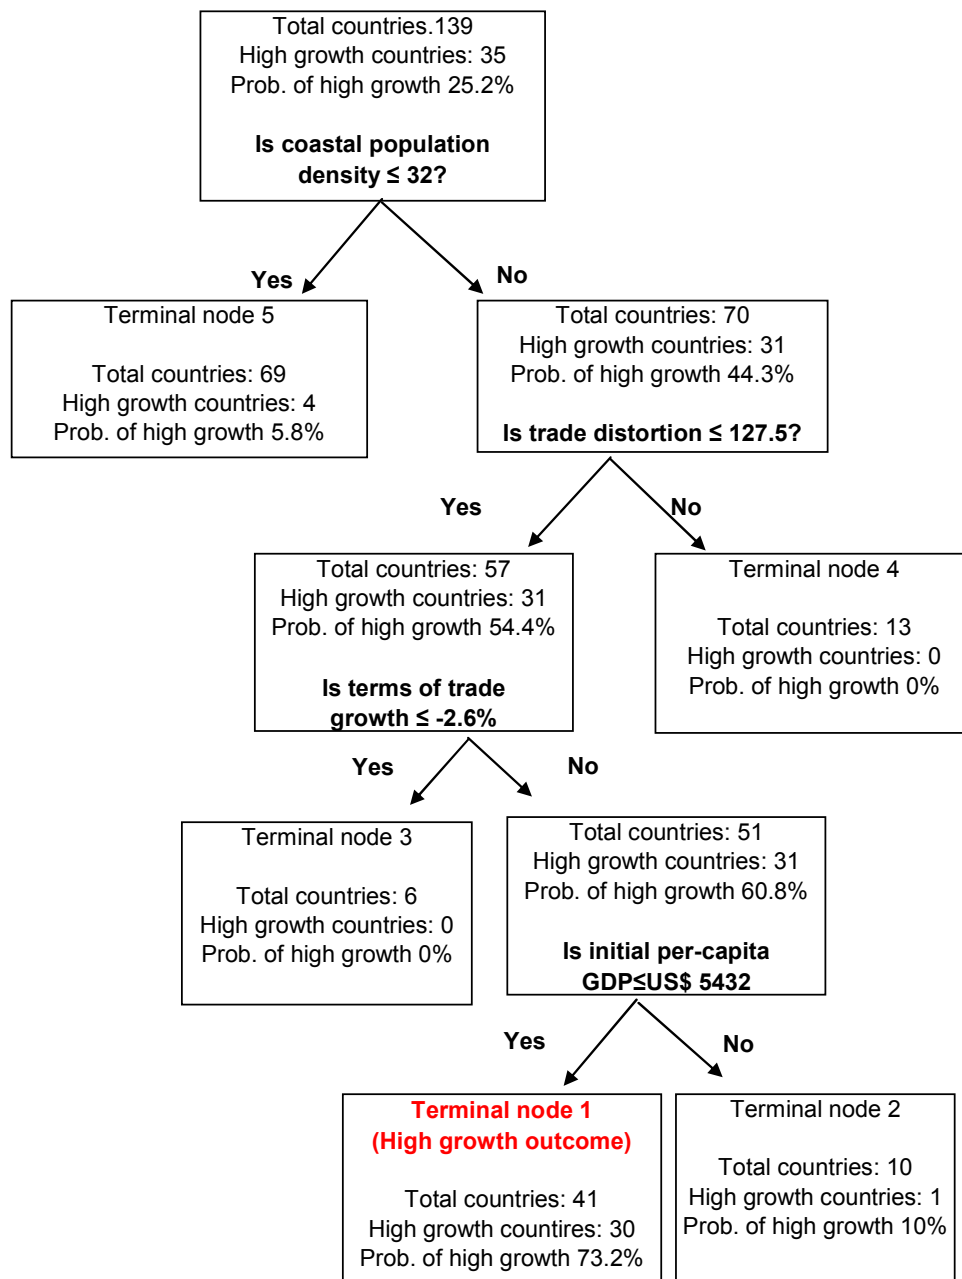 Total countries.139
High growth countries: 35
Prob. of high growth 25.2%
Is coastal population
density ≤ 32?
Yes
No
Terminal node 5
Total countries: 69
High growth countries: 4
Prob. of high growth 5.8%
Total countries: 70
High growth countries: 31
Prob. of high growth 44.3%
Is trade distortion ≤ 127.5?
Yes
No
Total countries: 57
High growth countries: 31
Prob. of high growth 54.4%
Is terms of trade
growth ≤ -2.6%
Terminal node 4
Total countries: 13
High growth countries: 0
Prob. of high growth 0%
Yes
No
Terminal node 3
Total countries: 6
High growth countries: 0
Prob. of high growth 0%
Total countries: 51
High growth countries: 31
Prob. of high growth 60.8%
Is initial per-capita
GDP≤US$ 5432
Yes
No
Terminal node 1
(High growth outcome)
Total countries: 41
High growth countires: 30
Prob. of high growth 73.2%
Terminal node 2
Total countries: 10
High growth countries: 1
Prob. of high growth 10%